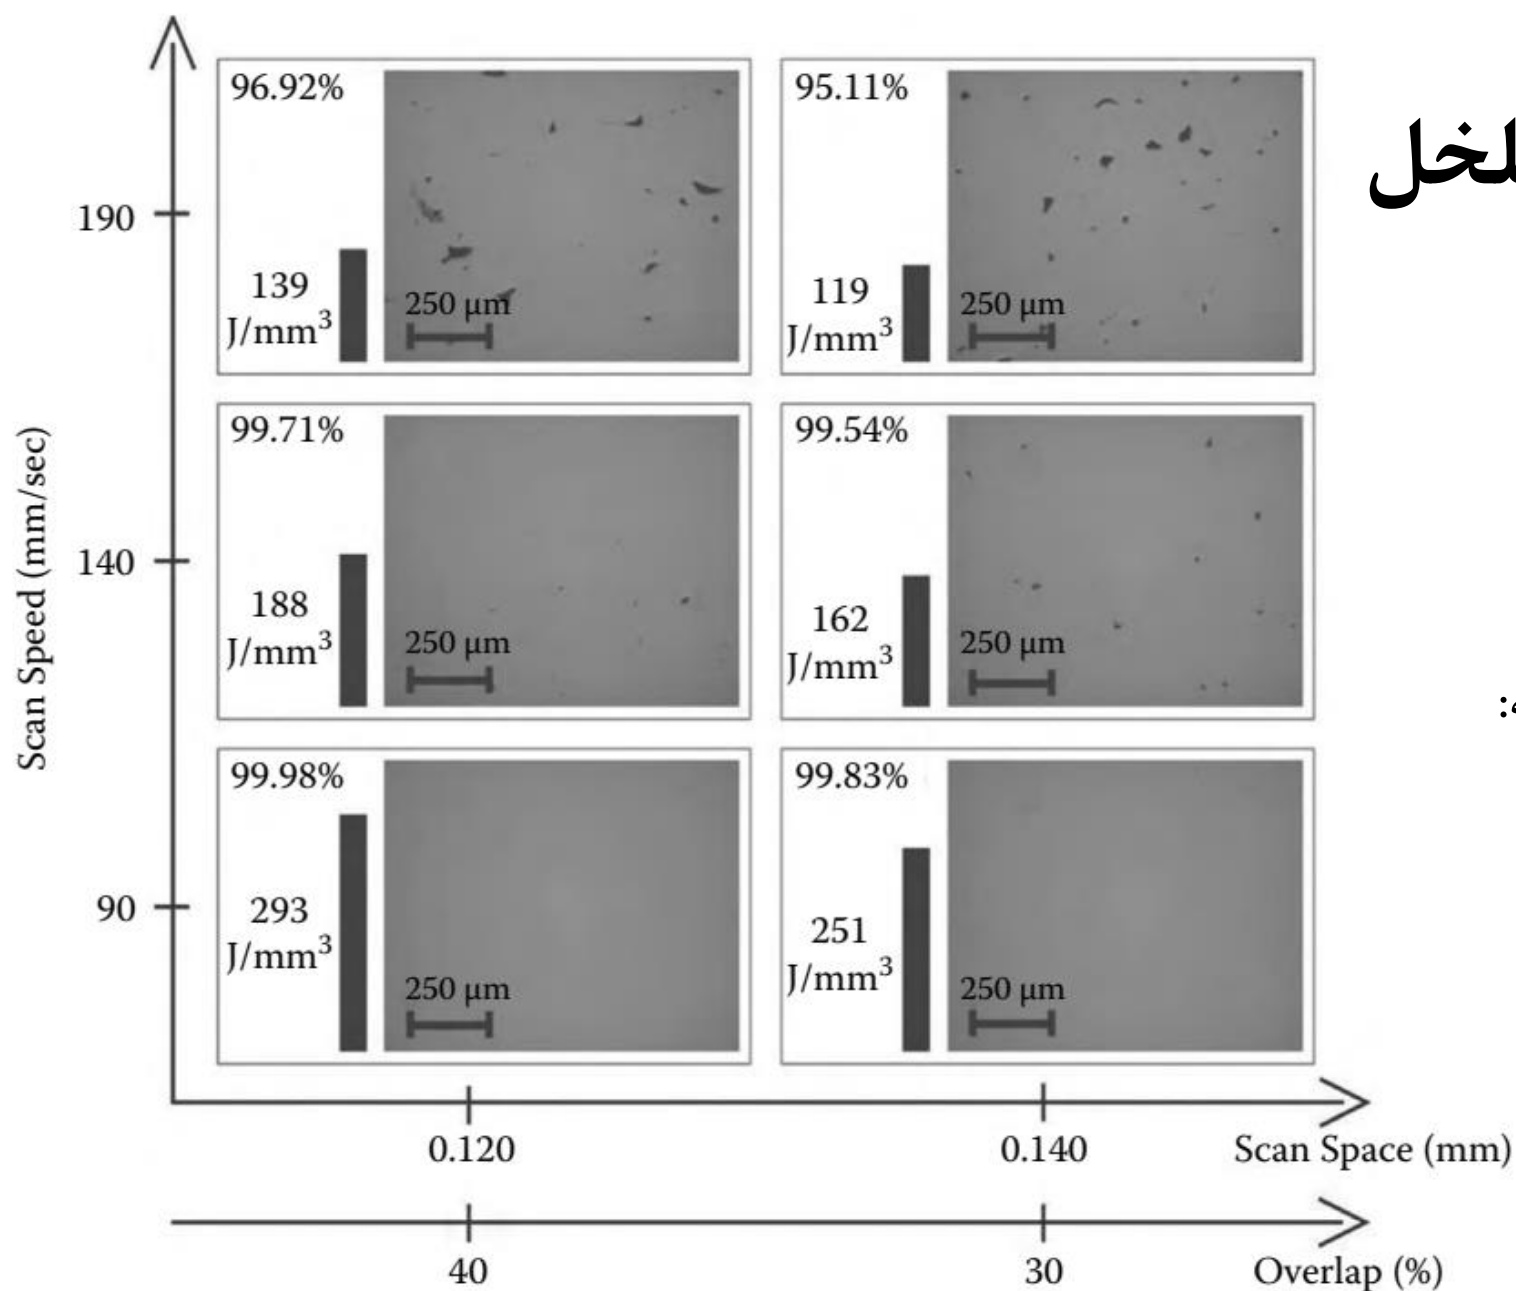 96.92%
139
J/mm³
250 µm
95.11%
119
J/mm³
250 µm
190
99.71%
188
J/mm³
250 µm
99.54%
162
J/mm³
250 µm
140
Scan Speed (mm/sec)
99.98%
293
J/mm³
250 µm
99.83%
251
J/mm³
250 µm
90
0.120
0.140
Scan Space (mm)
40
30
Overlap (%)